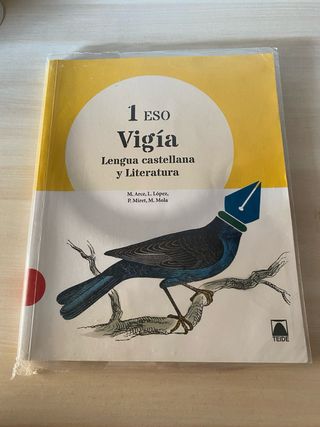 1 ESO
Vigía
Lengua castellana
y Literatura
M. Arce, L. López,
P. Miret, M. Mola
TEIDE